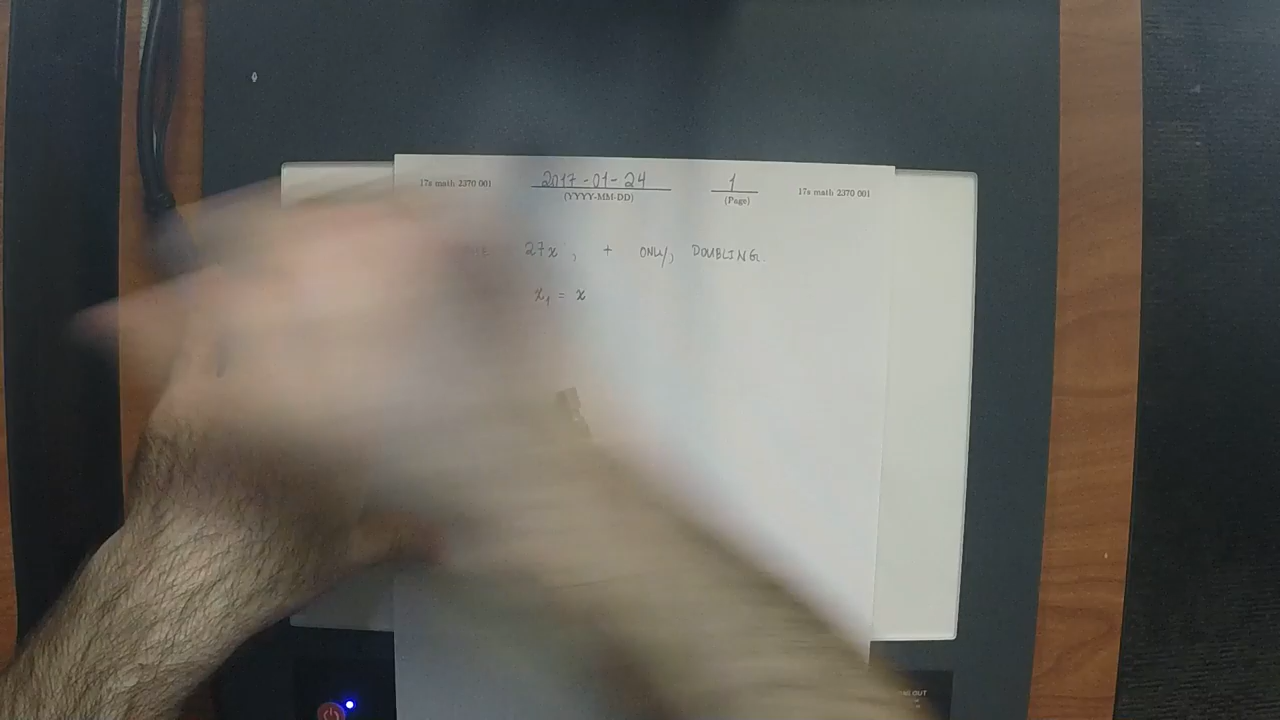 17s math 2370 001 2017-01-24 1 17s math 2370 001
(YYYY-MM-DD) (Page)
27x, + ONLY, DOUBLING.
x₁ = x
OUT